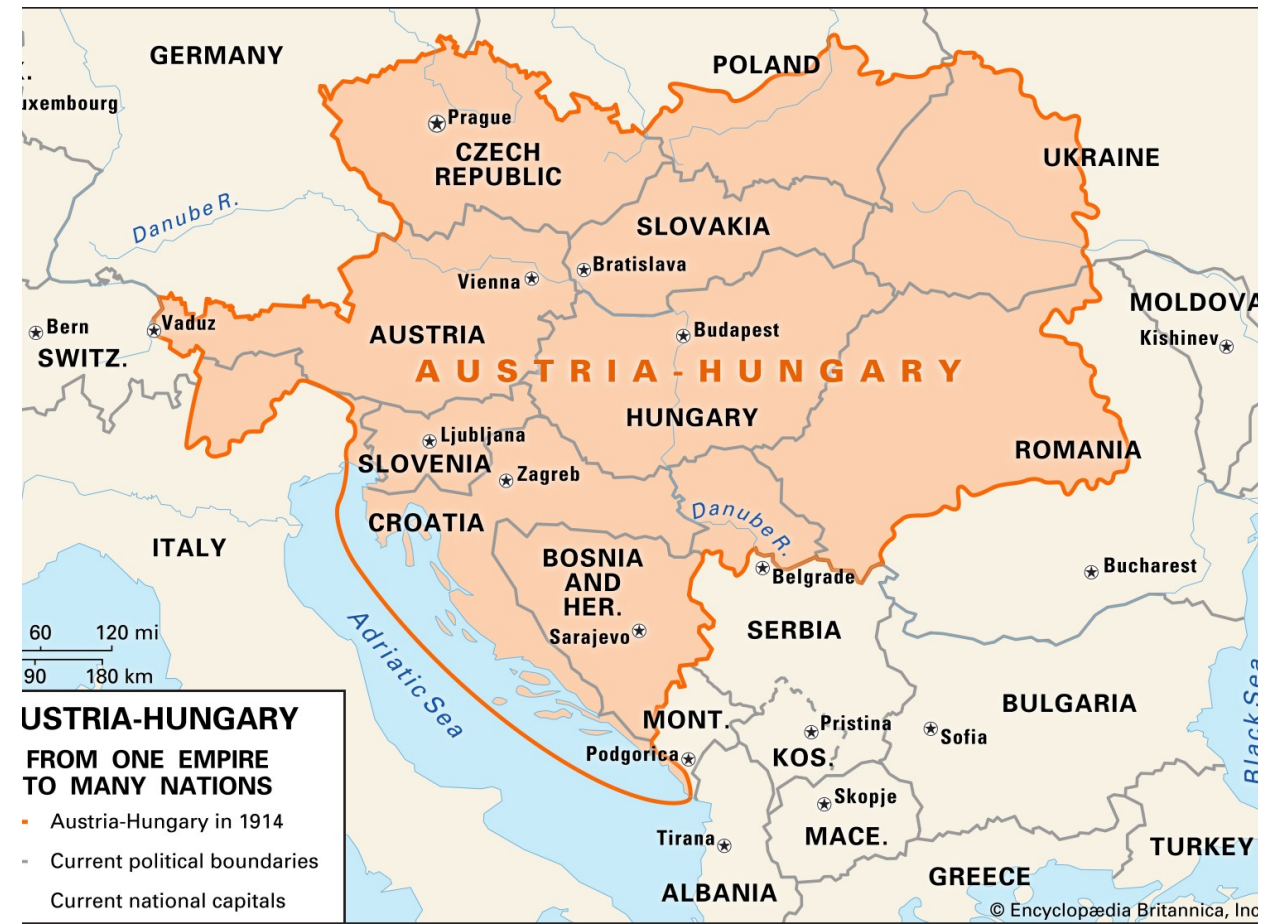 GERMANY
POLAND
uxembourg
Prague
CZECH
REPUBLIC
UKRAINE
Danube R.
SLOVAKIA
Bratislava
Vienna
MOLDOVA
Kishinev
Vaduz
Bern
SWITZ.
AUSTRIA
Budapest
AUSTRIA-HUNGARY
HUNGARY
Ljubljana
SLOVENIA
Zagreb
ROMANIA
CROATIA
Danube R.
ITALY
BOSNIA
AND
HER.
Sarajevo
Belgrade
Bucharest
SERBIA
Adriatic Sea
60 120 mi
90 180 km
MONT.
Podgorica
Pristina
KOS.
BULGARIA
Sofia
Black Sea
Skopje
MACE.
Tirana
ALBANIA
GREECE
TURKEY
USTRIA-HUNGARY
FROM ONE EMPIRE
TO MANY NATIONS
Austria-Hungary in 1914
Current political boundaries
Current national capitals
© Encyclopædia Britannica, Inc